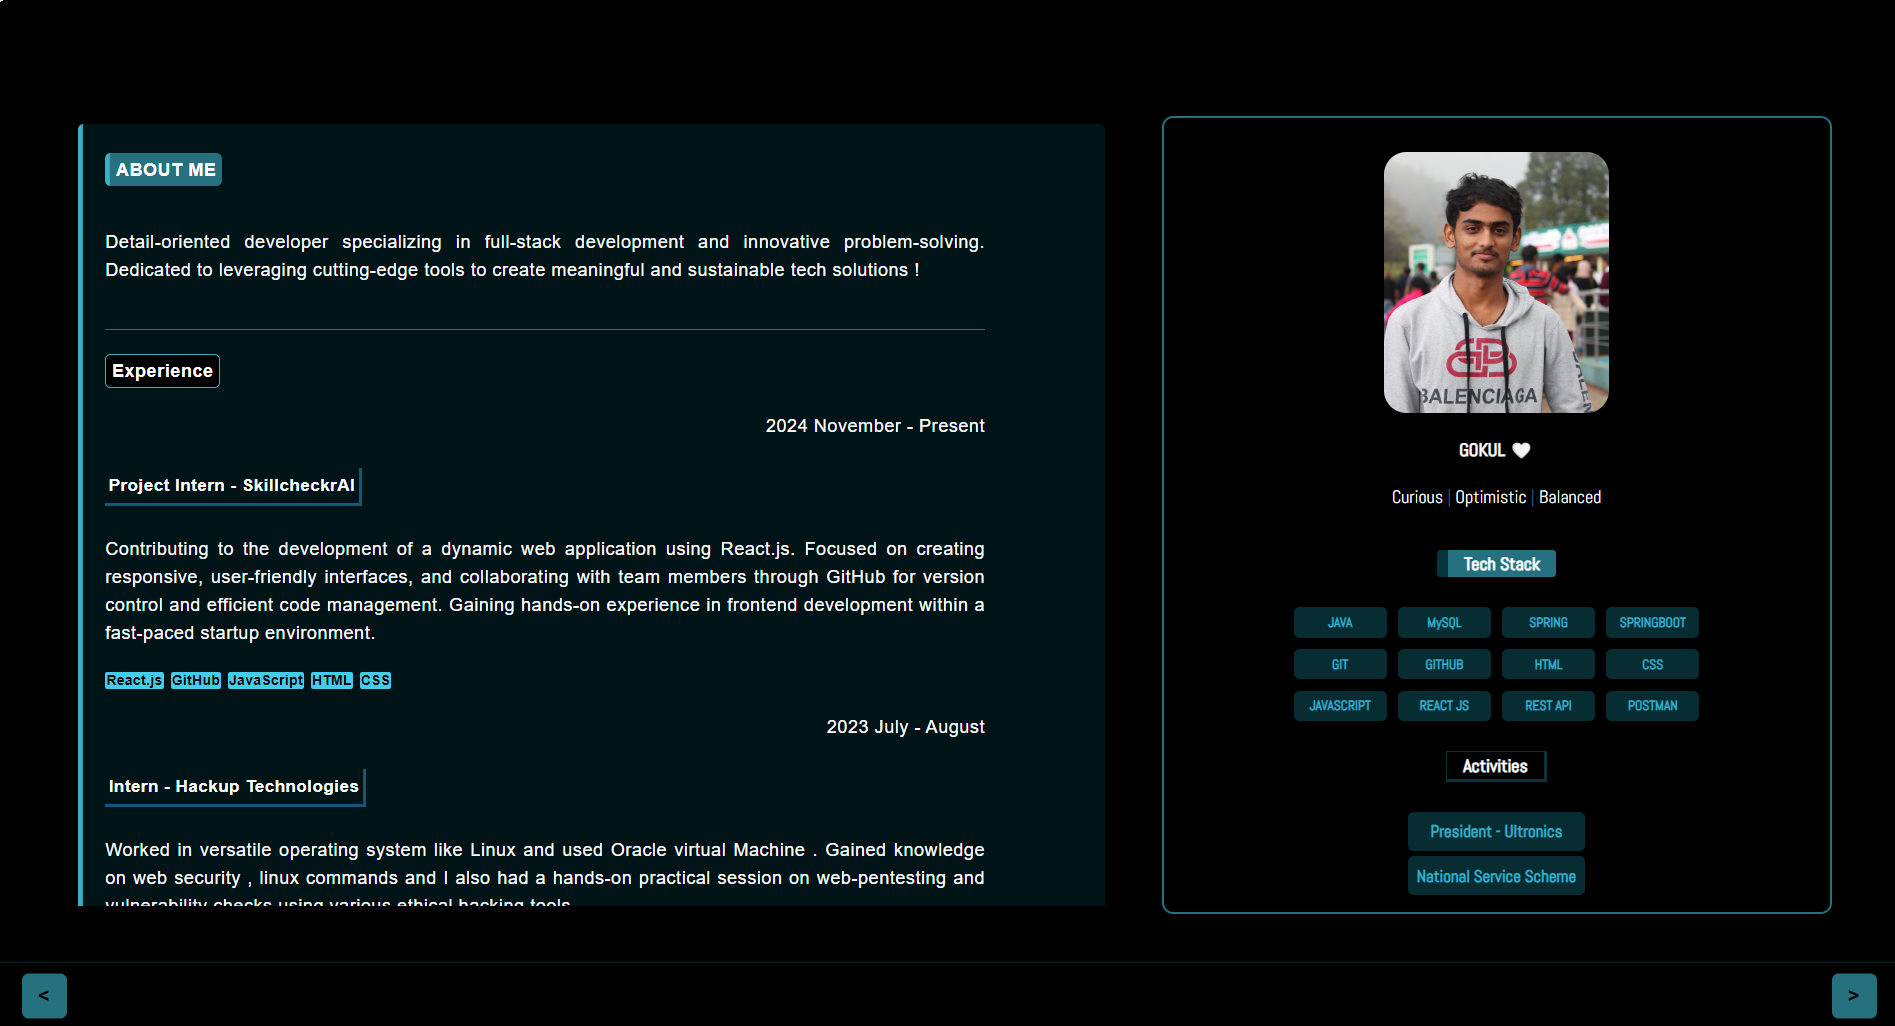 ABOUT ME
Detail-oriented developer specializing in full-stack development and innovative problem-solving.
Dedicated to leveraging cutting-edge tools to create meaningful and sustainable tech solutions !
Experience
2024 November - Present
Project Intern - SkillcheckrAI
Contributing to the development of a dynamic web application using React.js. Focused on creating
responsive, user-friendly interfaces, and collaborating with team members through GitHub for version
control and efficient code management. Gaining hands-on experience in frontend development within a
fast-paced startup environment.
React.js GitHub JavaScript HTML CSS
2023 July - August
Intern - Hackup Technologies
Worked in versatile operating system like Linux and used Oracle virtual Machine . Gained knowledge
on web security , linux commands and I also had a hands-on practical session on web-pentesting and
vulnerability checks using various ethical hacking tools
BALENCIAGA
GOKUL 🤍
Curious | Optimistic | Balanced
Tech Stack
JAVA MySQL SPRING SPRINGBOOT
GIT GITHUB HTML CSS
JAVASCRIPT REACT JS REST API POSTMAN
Activities
President - Ultronics
National Service Scheme
< >